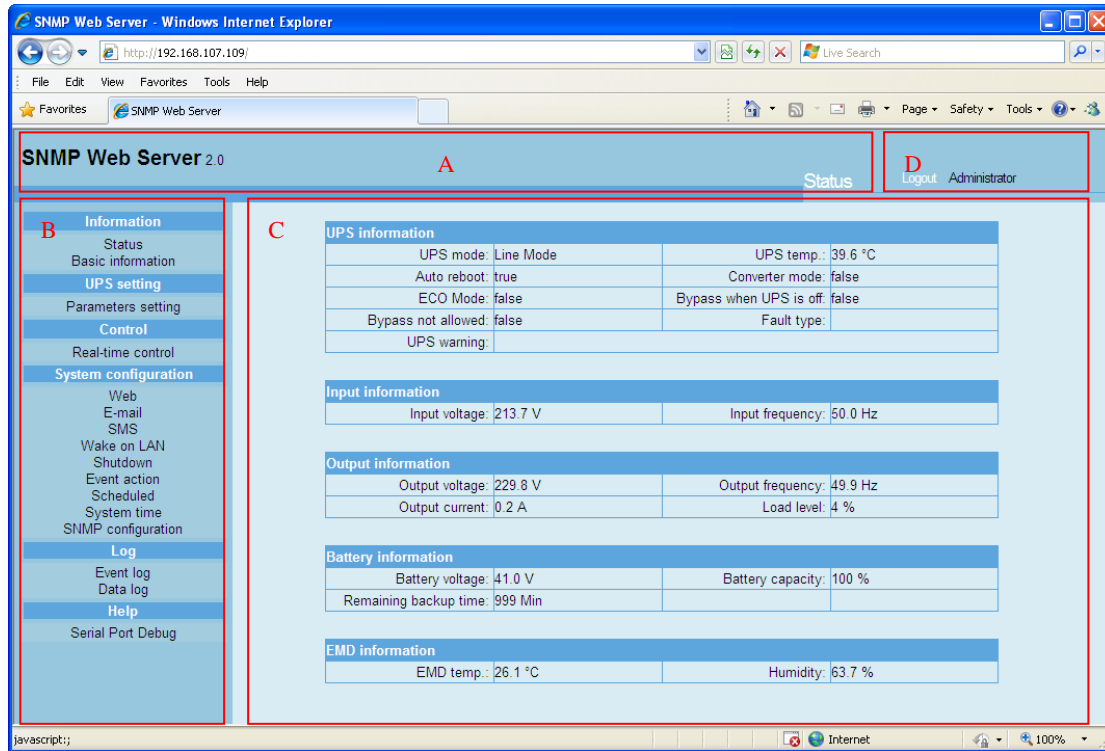 SNMP Web Server - Windows Internet Explorer
http://192.168.107.109/
Live Search
File Edit View Favorites Tools Help
Favorites SNMP Web Server Page Safety Tools
SNMP Web Server 2.0
A
Status
D
Logout Administrator
B
Information
Status
Basic information
UPS setting
Parameters setting
Control
Real-time control
System configuration
Web
E-mail
SMS
Wake on LAN
Shutdown
Event action
Scheduled
System time
SNMP configuration
Log
Event log
Data log
Help
Serial Port Debug
C
UPS information
UPS mode: Line Mode UPS temp.: 39.6 °C
Auto reboot: true Converter mode: false
ECO Mode: false Bypass when UPS is off: false
Bypass not allowed: false Fault type:
UPS warning:
Input information
Input voltage: 213.7 V Input frequency: 50.0 Hz
Output information
Output voltage: 229.8 V Output frequency: 49.9 Hz
Output current: 0.2 A Load level: 4 %
Battery information
Battery voltage: 41.0 V Battery capacity: 100 %
Remaining backup time: 999 Min
EMD information
EMD temp.: 26.1 °C Humidity: 63.7 %
javascript:; Internet 100%